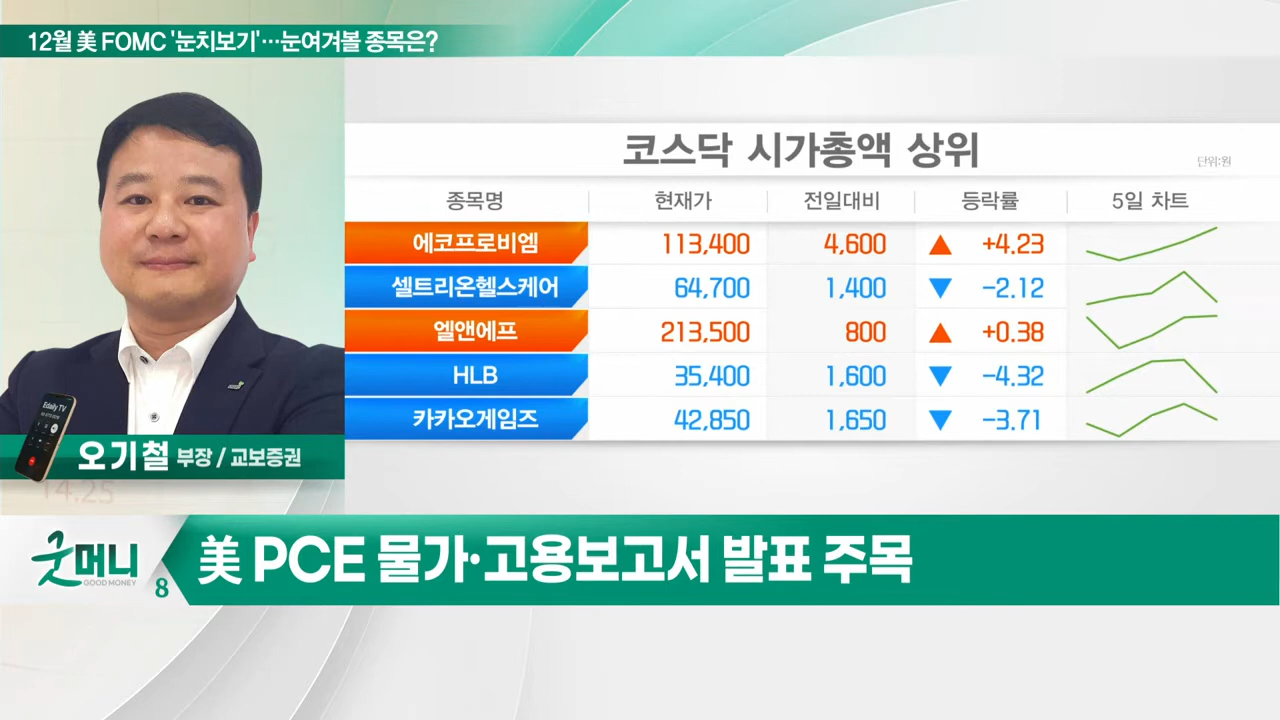 12월 美 FOMC '눈치보기'…눈여겨볼 종목은?
코스닥 시가총액 상위
단위:원
종목명 현재가 전일대비 등락률 5일 차트
에코프로비엠 113,400 4,600 ▲ +4.23
셀트리온헬스케어 64,700 1,400 ▼ -2.12
엘앤에프 213,500 800 ▲ +0.38
HLB 35,400 1,600 ▼ -4.32
카카오게임즈 42,850 1,650 ▼ -3.71
Edaily TV
오기철 부장 / 교보증권
14.25
굿머니
GOOD MONEY
8
美 PCE 물가·고용보고서 발표 주목